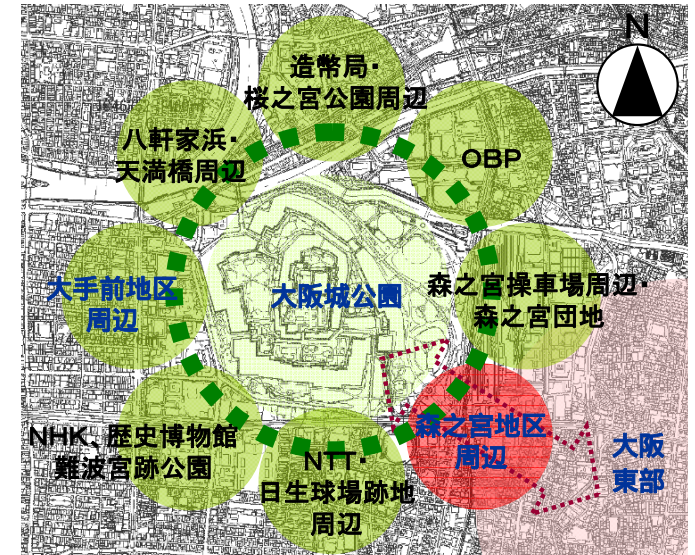 N
造幣局・
桜之宮公園周辺
八軒家浜・
天満橋周辺
OBP
大手前地区
周辺
大阪城公園
森之宮操車場周辺・
森之宮団地
森之宮地区
周辺
大阪
東部
NHK、歴史博物館
難波宮跡公園
NTT・
日生球場跡地
周辺